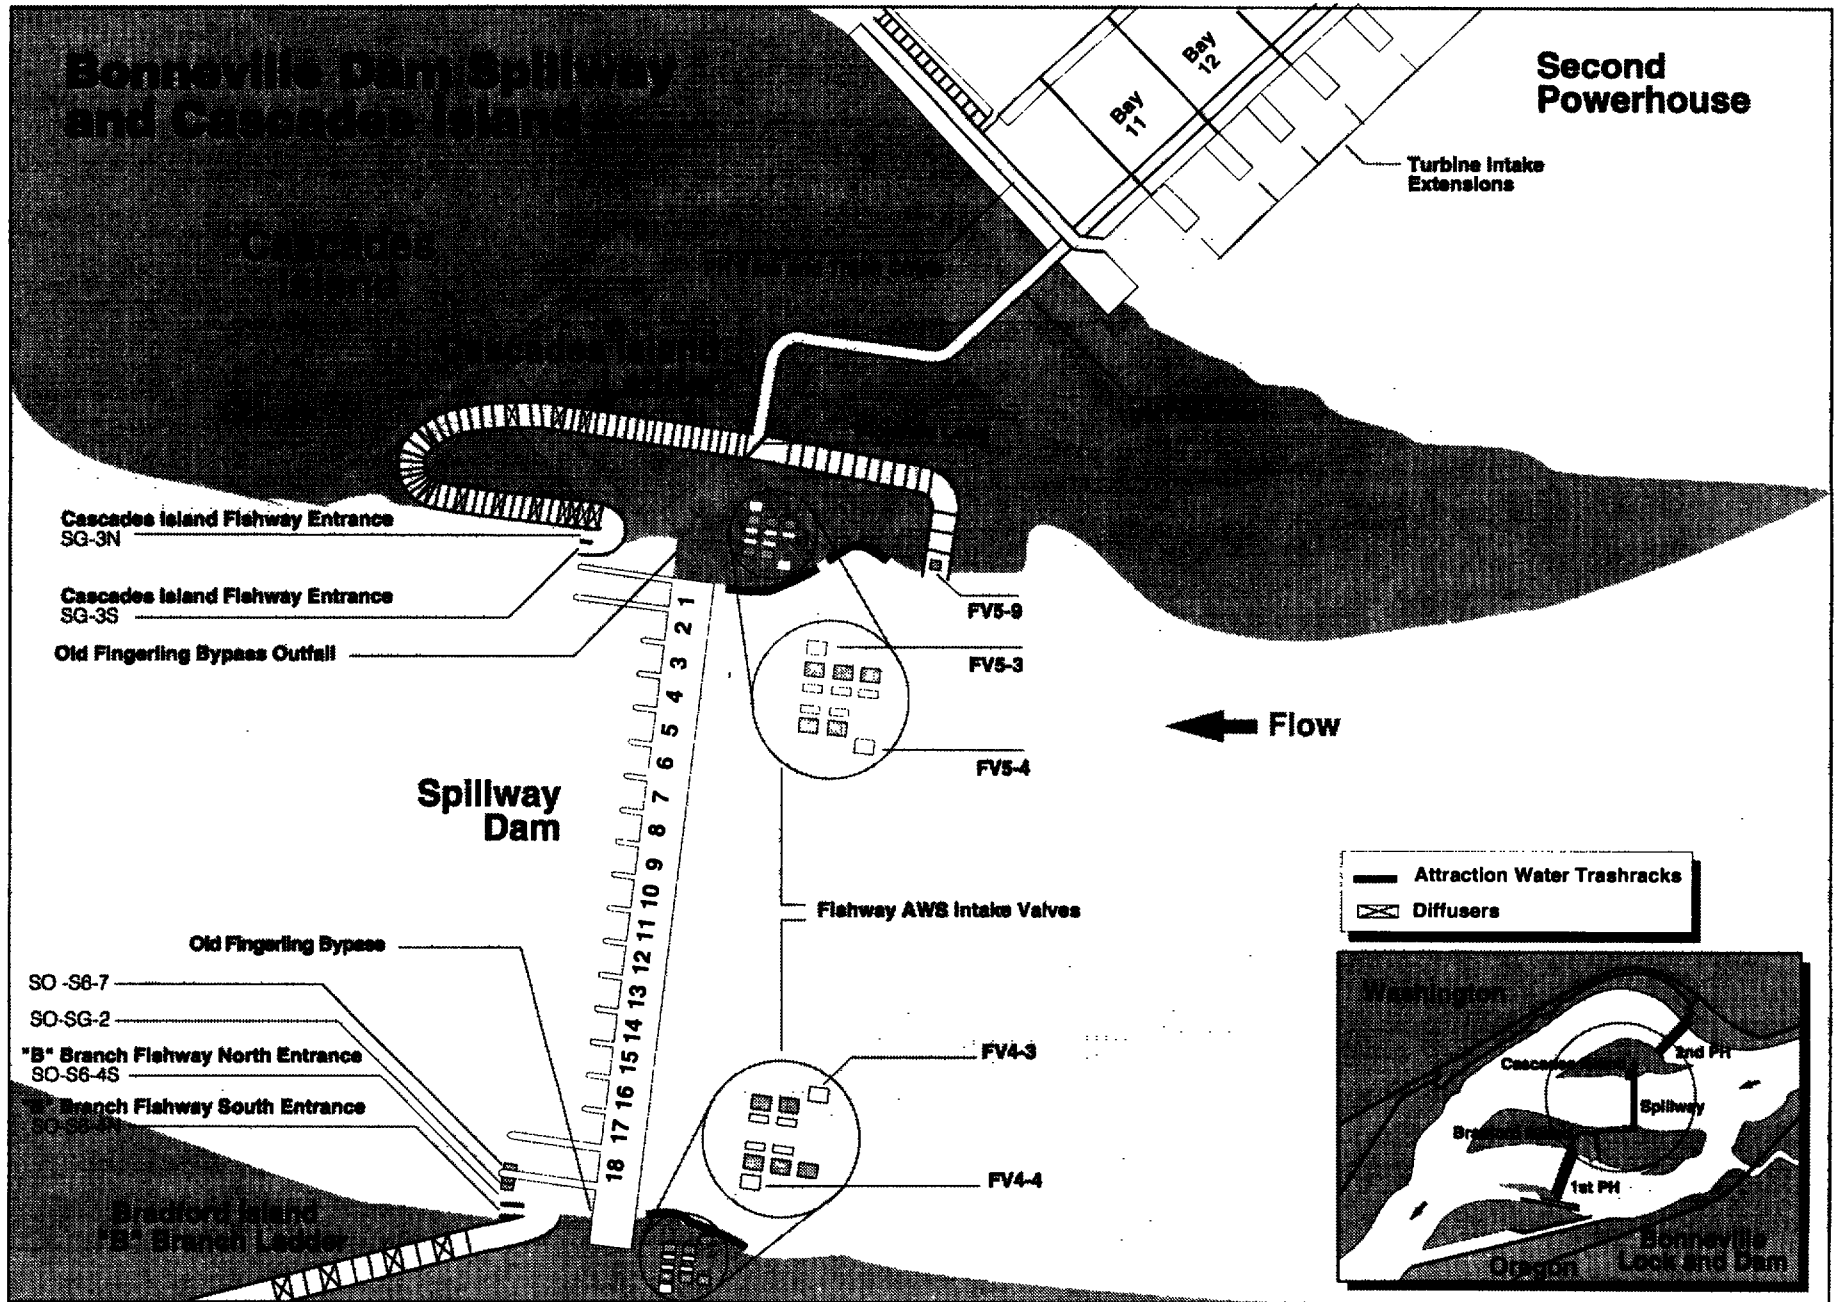 Bonneville Dam Spillway
and Cascades Island
Second
Powerhouse
Bay
12
Bay
11
Turbine Intake
Extensions
Cascades
Island
Cascades Island
Ladder
Cascades Island Fishway Entrance
SG-3N
Cascades Island Fishway Entrance
SG-3S
Old Fingerling Bypass Outfall
FV5-9
FV5-3
FV5-4
Flow
1
2
3
4
5
6
7
8
9
10
11
12
13
14
15
16
17
18
Spillway
Dam
Attraction Water Trashracks
Diffusers
Fishway AWS Intake Valves
Old Fingerling Bypass
SO -S6-7
SO-SG-2
"B" Branch Fishway North Entrance
SO-S6-4S
"B" Branch Fishway South Entrance
FV4-3
FV4-4
Bradford Island
"B" Branch Ladder
Washington
2nd PH
Cascades
Spillway
1st PH
Oregon
Bonneville
Lock and Dam